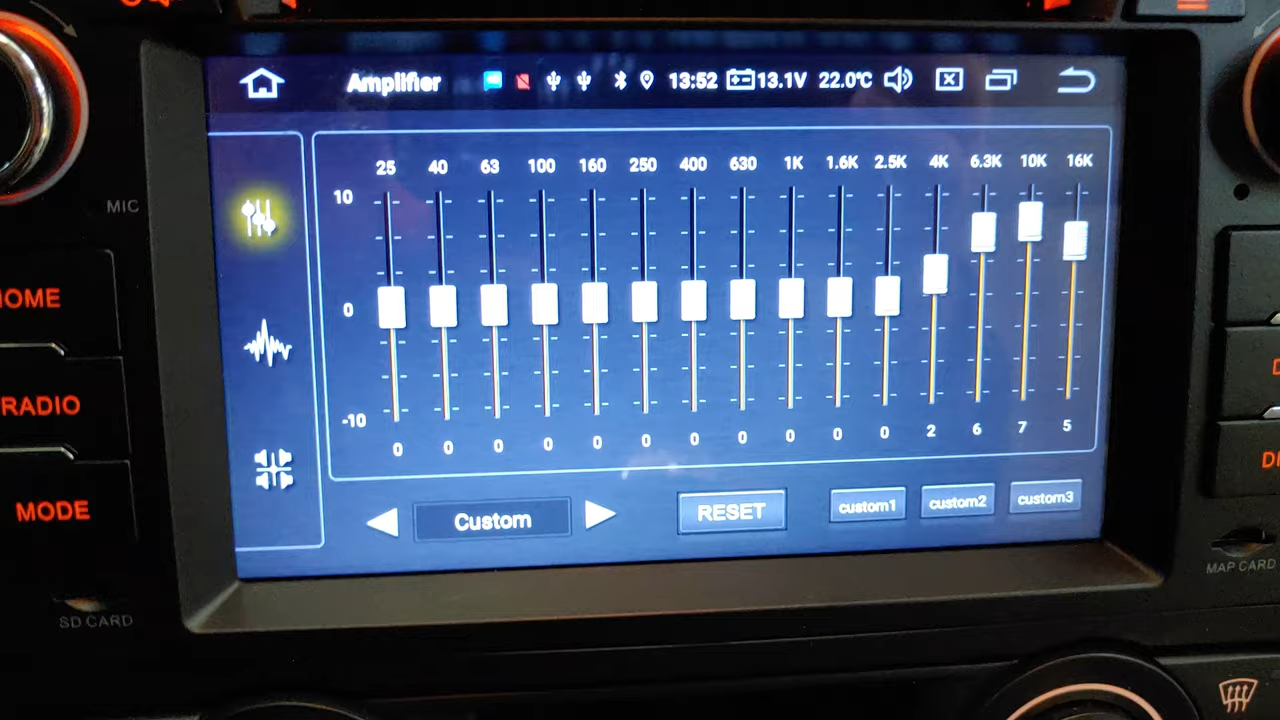 Amplifier 13:52 13.1V 22.0°C
25 40 63 100 160 250 400 630 1K 1.6K 2.5K 4K 6.3K 10K 16K
10
0
-10
0 0 0 0 0 0 0 0 0 0 0 2 6 7 5
Custom RESET custom1 custom2 custom3
MIC
HOME
RADIO
MODE
SD CARD
MAP CARD